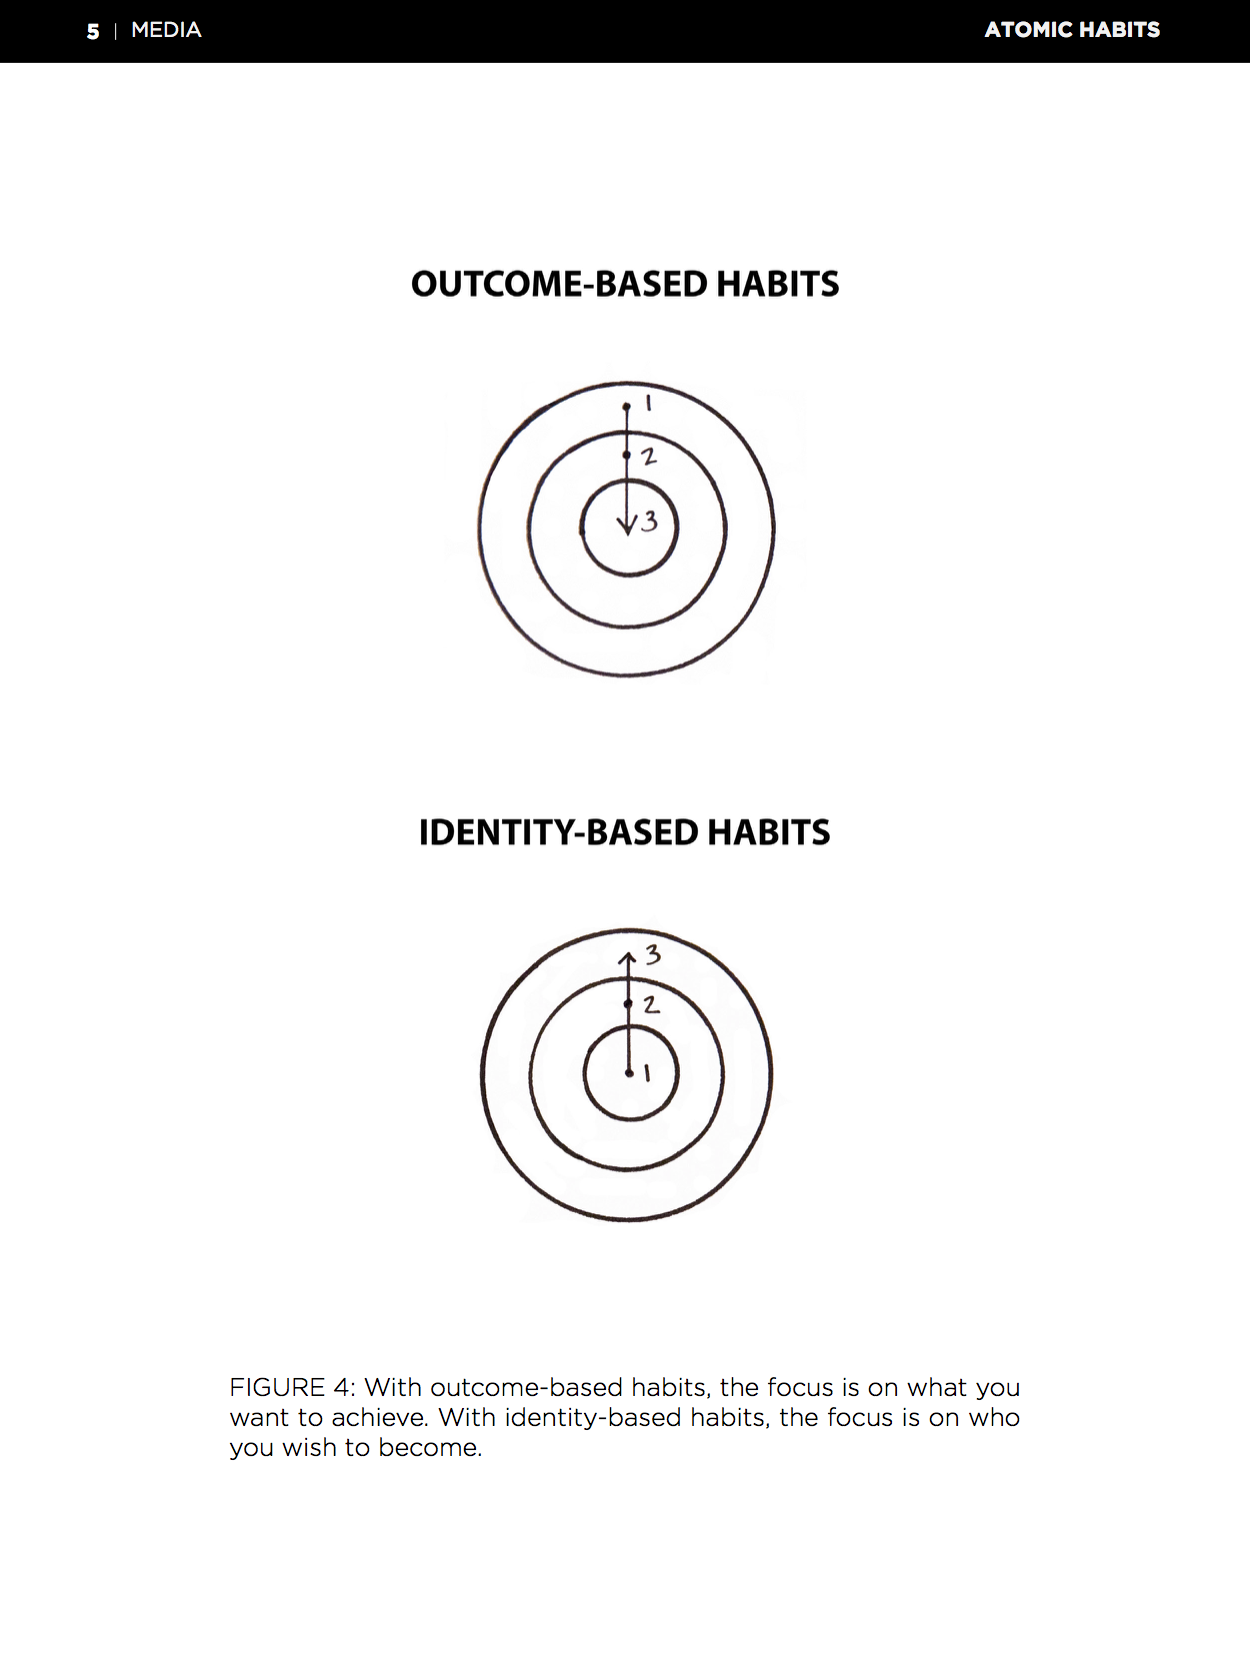 5 | MEDIA
ATOMIC HABITS
OUTCOME-BASED HABITS
1
2
3
IDENTITY-BASED HABITS
3
2
1
FIGURE 4: With outcome-based habits, the focus is on what you
want to achieve. With identity-based habits, the focus is on who
you wish to become.